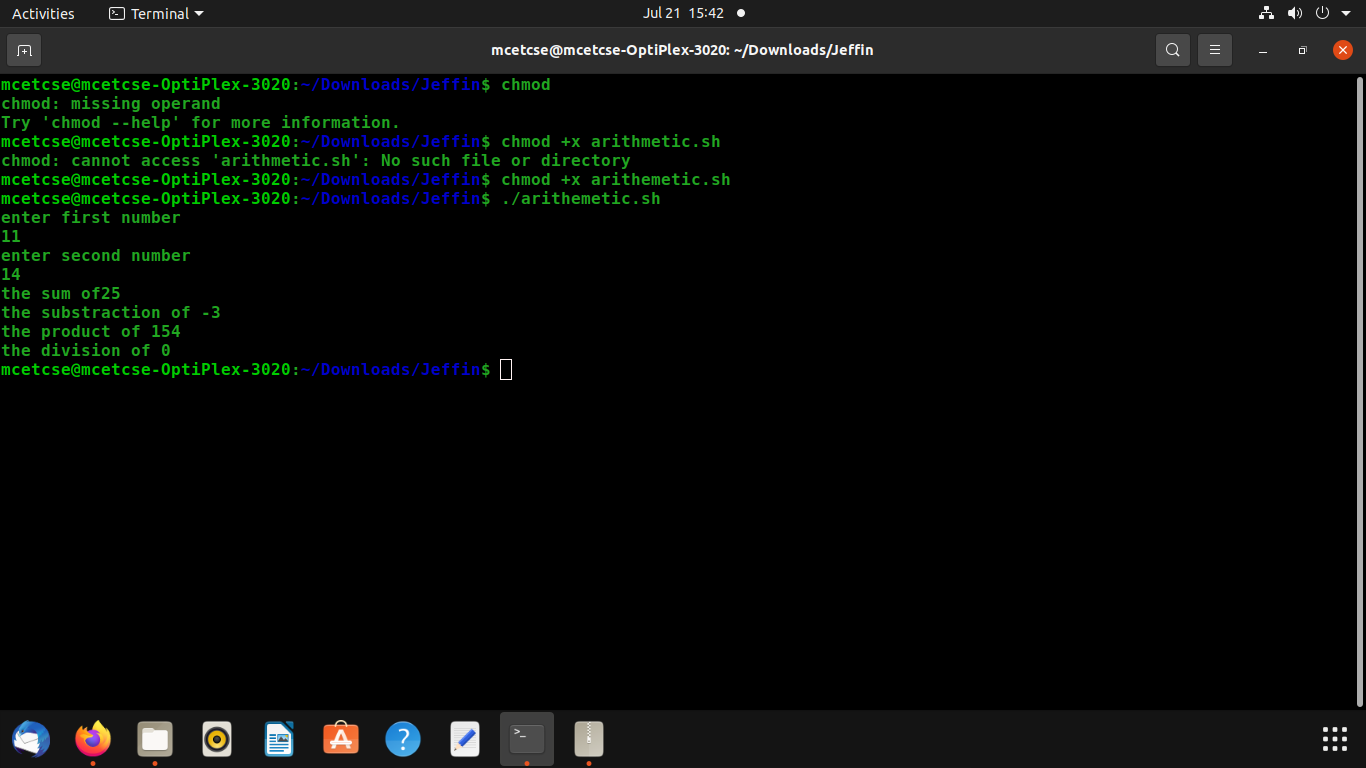 Activities
Terminal
Jul 21 15:42
mcetcse@mcetcse-OptiPlex-3020: ~/Downloads/Jeffin
mcetcse@mcetcse-OptiPlex-3020:~/Downloads/Jeffin$ chmod
chmod: missing operand
Try 'chmod --help' for more information.
mcetcse@mcetcse-OptiPlex-3020:~/Downloads/Jeffin$ chmod +x arithmetic.sh
chmod: cannot access 'arithmetic.sh': No such file or directory
mcetcse@mcetcse-OptiPlex-3020:~/Downloads/Jeffin$ chmod +x arithemetic.sh
mcetcse@mcetcse-OptiPlex-3020:~/Downloads/Jeffin$ ./arithemetic.sh
enter first number
11
enter second number
14
the sum of25
the substraction of -3
the product of 154
the division of 0
mcetcse@mcetcse-OptiPlex-3020:~/Downloads/Jeffin$